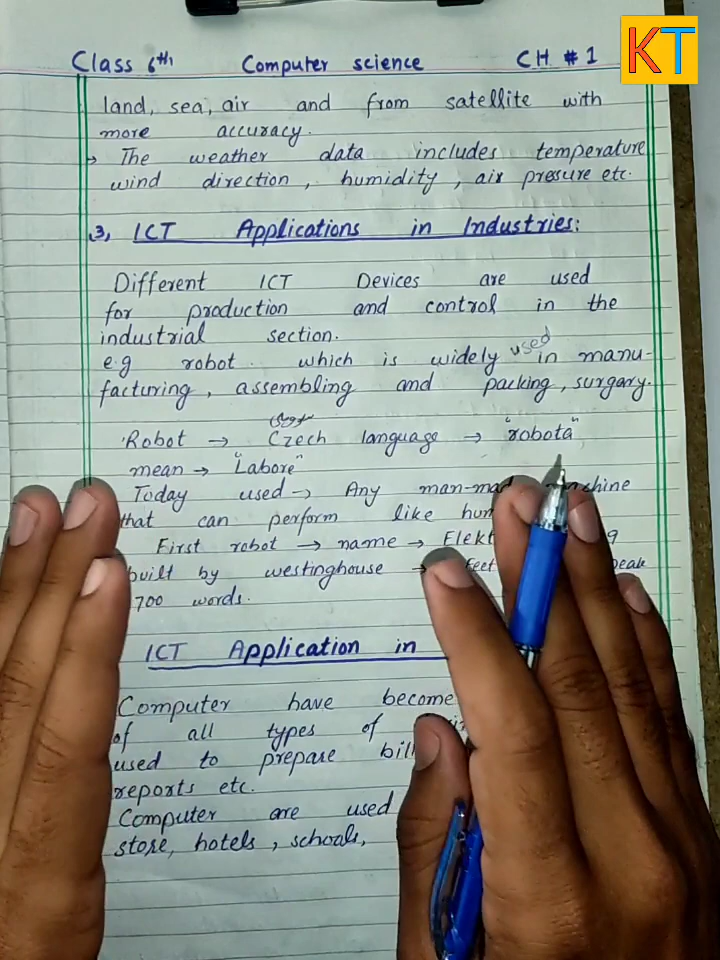 Class 6th Computer science CH # 1
KT
land, sea, air and from satellite with
more accuracy.
→ The weather data includes temperature
wind direction, humidity, air pressure etc.
3, ICT Applications in Industries:
Different ICT Devices are used
for production and control in the
industrial section.
e.g robot which is widely used in manu-
facturing, assembling and packing, surgary.
Robot → Czech language → "robota"
mean → "Labore"
Today used → Any man-made machine
that can perform like
First robot → name →
built by westinghouse → feet
700 words.
ICT Application in
Computer have become
of all types of
used to prepare
reports etc.
Computer are used
store, hotels, schools,